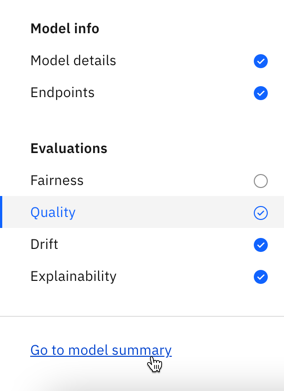 Model info
Model details
Endpoints
Evaluations
Fairness
Quality
Drift
Explainability
Go to model summary